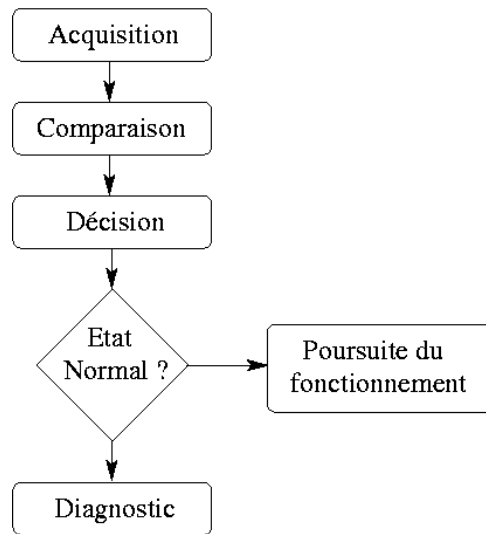 Acquisition
Comparaison
Décision
Etat
Normal ?
Poursuite du
fonctionnement
Diagnostic